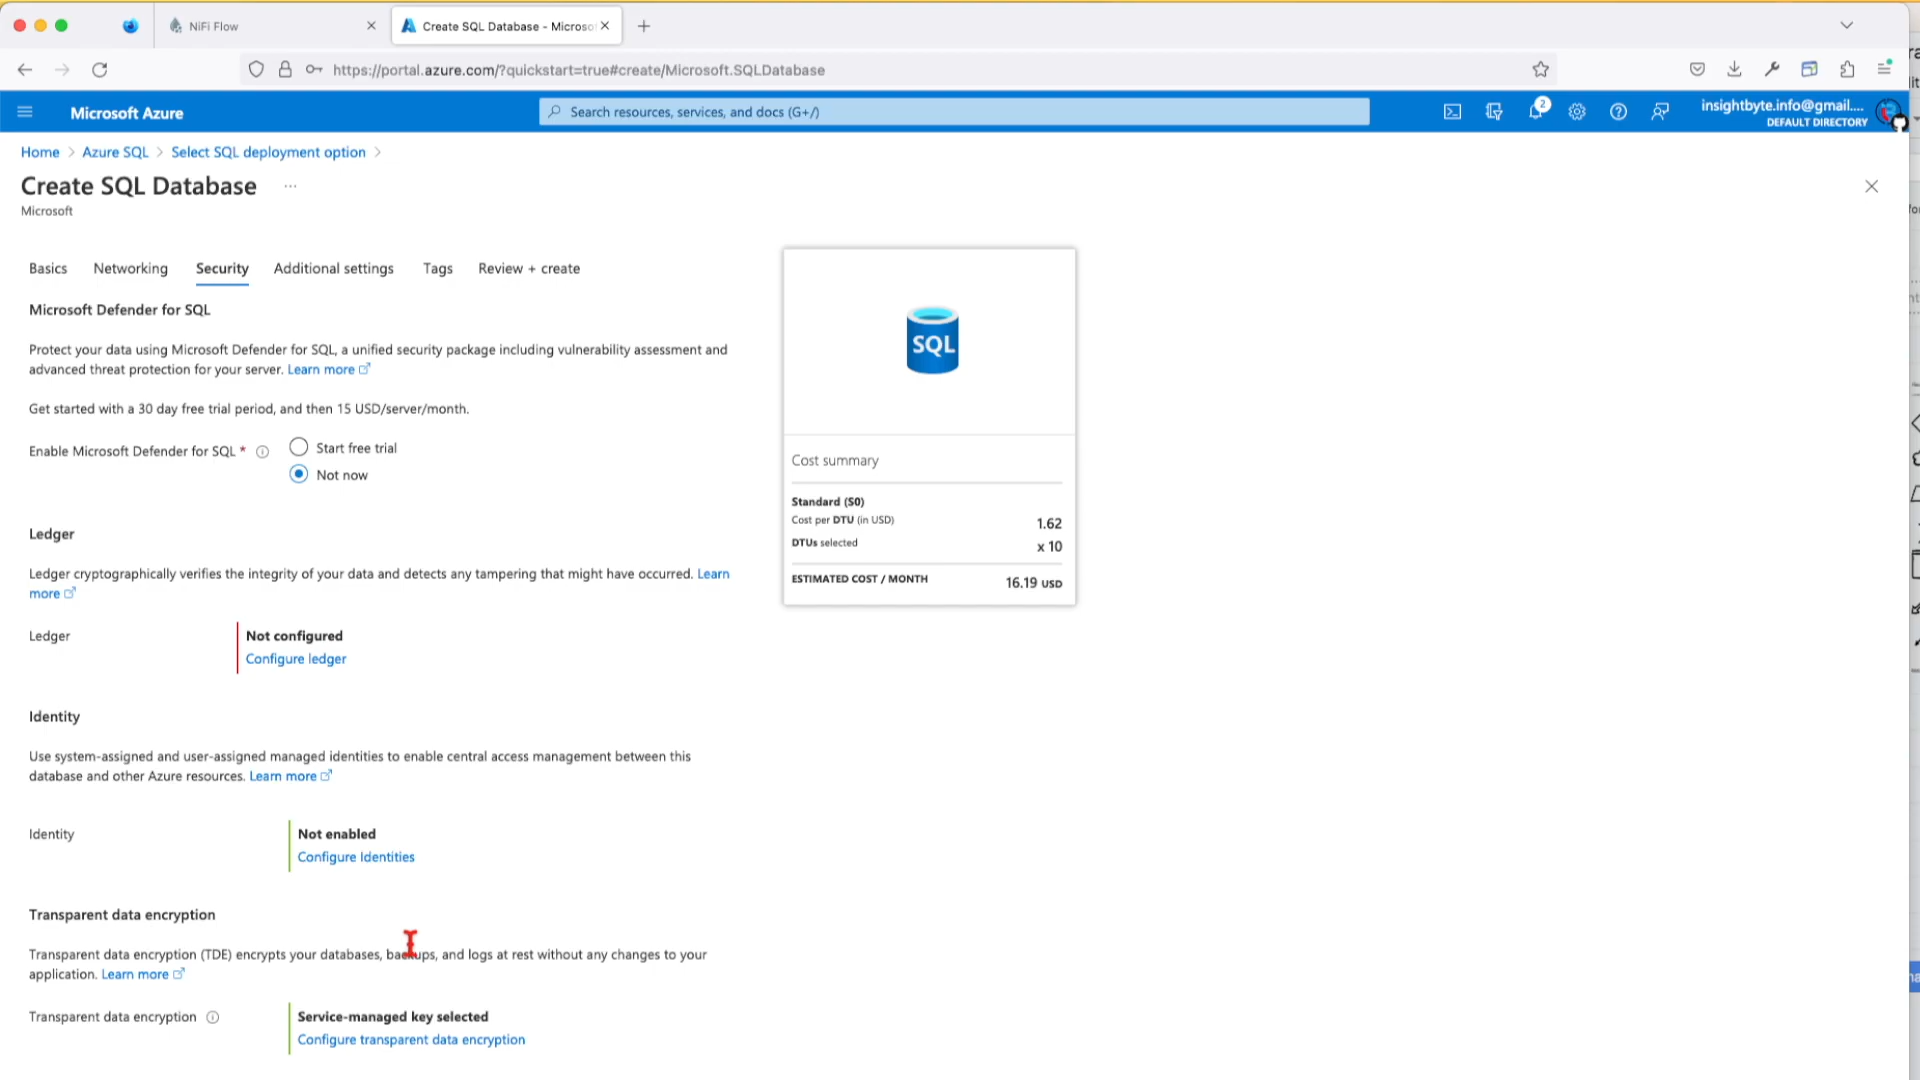 NiFi Flow
Create SQL Database - Microso
https://portal.azure.com/?quickstart=true#create/Microsoft.SQLDatabase
Microsoft Azure
Search resources, services, and docs (G+/)
2
insightbyte.info@gmail....
DEFAULT DIRECTORY
Home > Azure SQL > Select SQL deployment option >
Create SQL Database ...
Microsoft
Basics Networking Security Additional settings Tags Review + create
Microsoft Defender for SQL
Protect your data using Microsoft Defender for SQL, a unified security package including vulnerability assessment and
advanced threat protection for your server. Learn more
Get started with a 30 day free trial period, and then 15 USD/server/month.
Enable Microsoft Defender for SQL *
Start free trial
Not now
Ledger
Ledger cryptographically verifies the integrity of your data and detects any tampering that might have occurred. Learn
more
Ledger
Not configured
Configure ledger
Identity
Use system-assigned and user-assigned managed identities to enable central access management between this
database and other Azure resources. Learn more
Identity
Not enabled
Configure Identities
Transparent data encryption
Transparent data encryption (TDE) encrypts your databases, backups, and logs at rest without any changes to your
application. Learn more
Transparent data encryption
Service-managed key selected
Configure transparent data encryption
SQL
Cost summary
Standard (S0)
Cost per DTU (in USD) 1.62
DTUs selected x 10
ESTIMATED COST / MONTH 16.19 USD